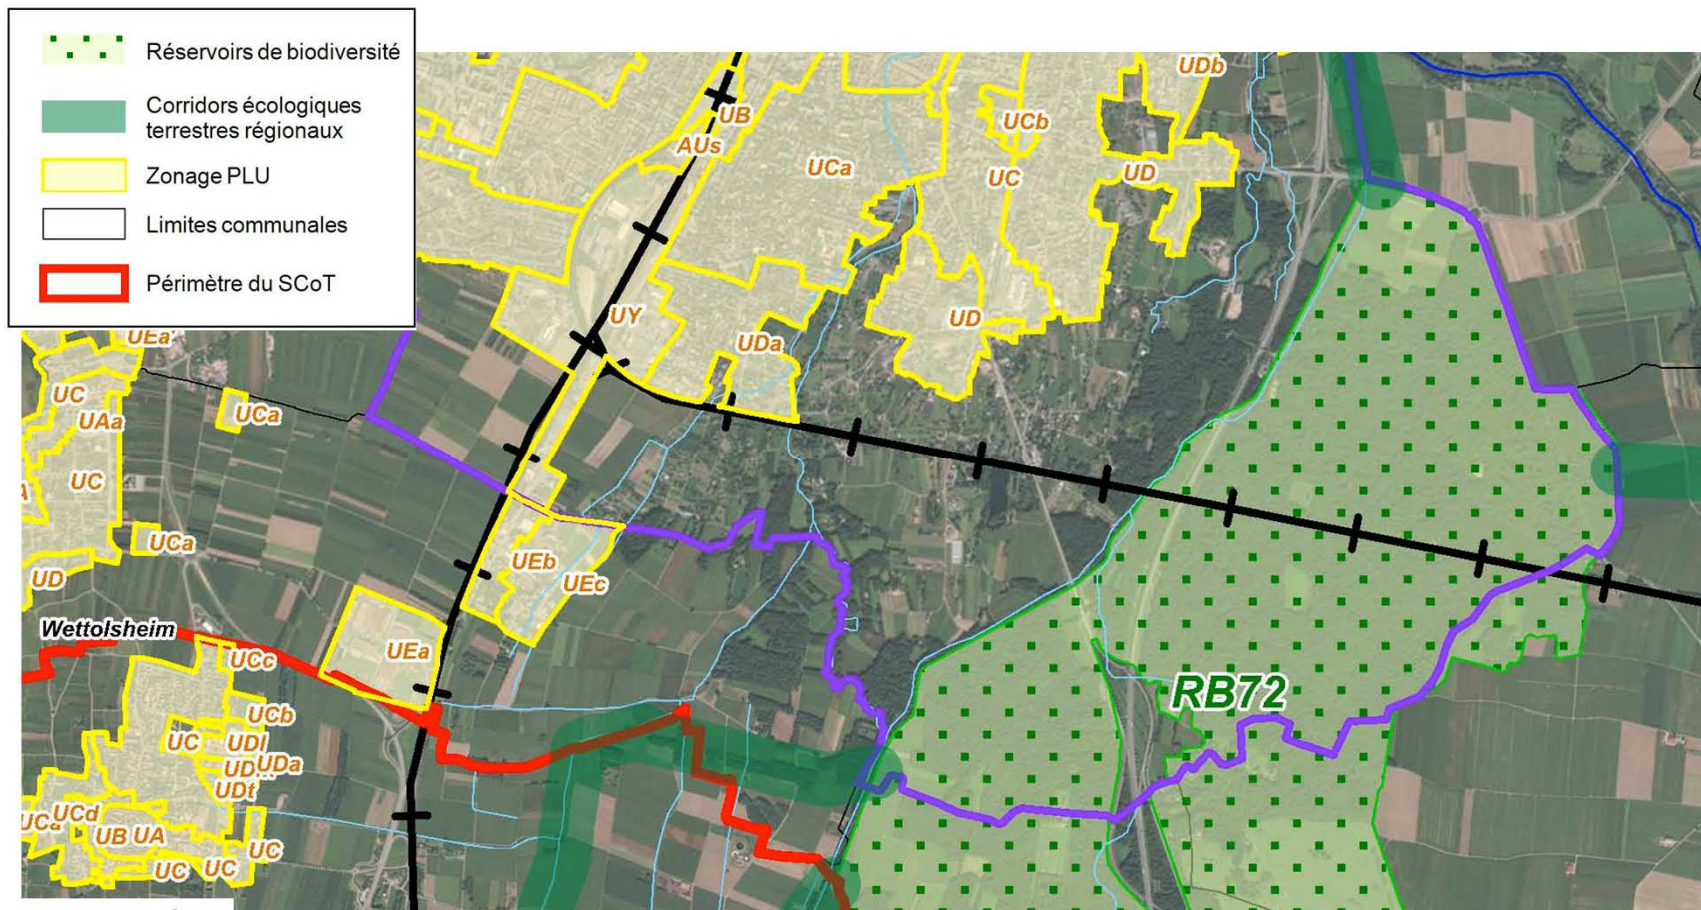 Réservoirs de biodiversité
Corridors écologiques
terrestres régionaux
Zonage PLU
Limites communales
Périmètre du SCoT
UDb
UB
UCb
AUs
UCa
UC
UD
UY
UD
UEa
UDa
UC
UCa
UAa
UC
UCa
UEb
UD
UEc
Wettolsheim
UEa
UCc
RB72
UCb
UC
UDl
UDa
UDt
UCd
UB
UA
UC
UC
UC